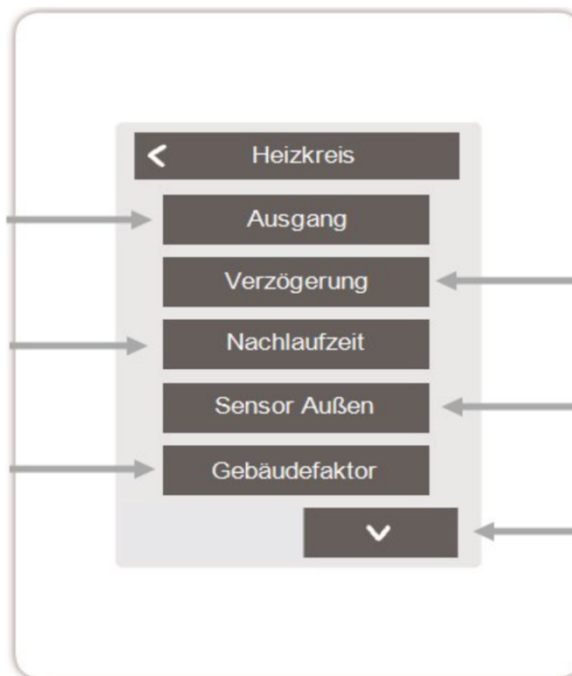 Heizkreis
Ausgang
Verzögerung
Nachlaufzeit
Sensor Außen
Gebäudefaktor